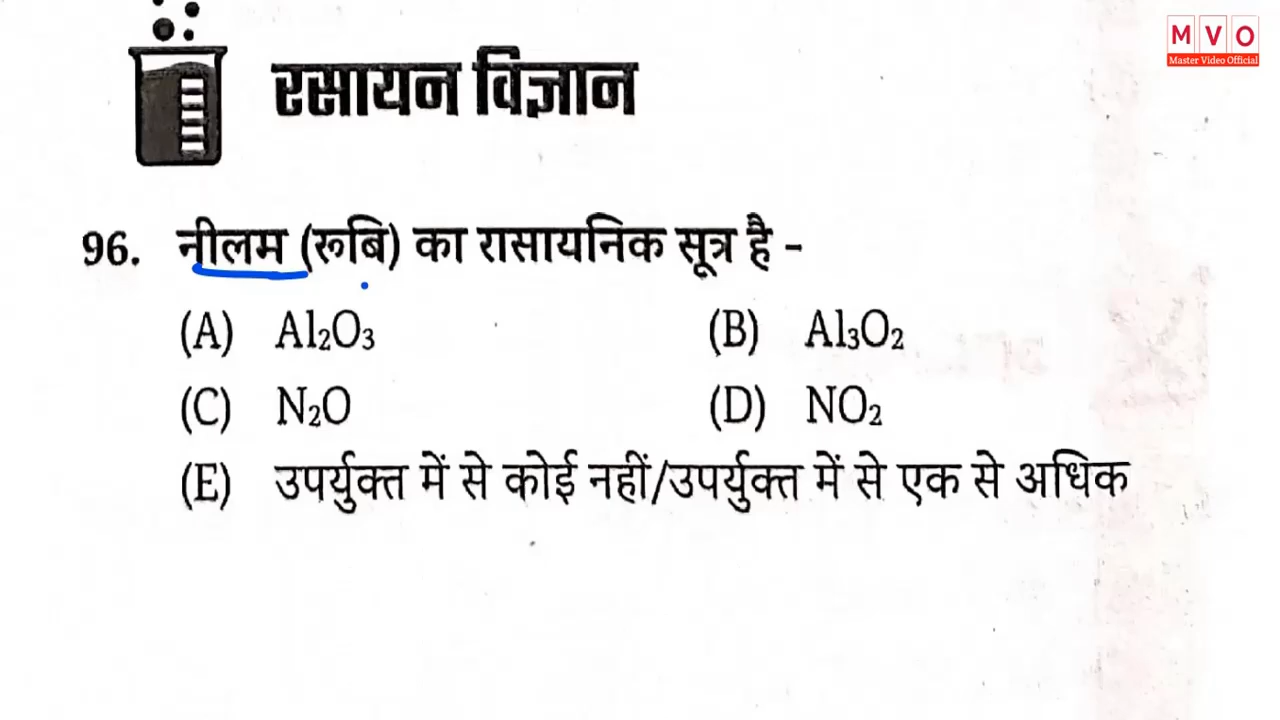 M V O
Master Video Official
रसायन विज्ञान
96. नीलम (रूबि) का रासायनिक सूत्र है -
(A) Al₂O₃ (B) Al₃O₂
(C) N₂O (D) NO₂
(E) उपर्युक्त में से कोई नहीं/उपर्युक्त में से एक से अधिक